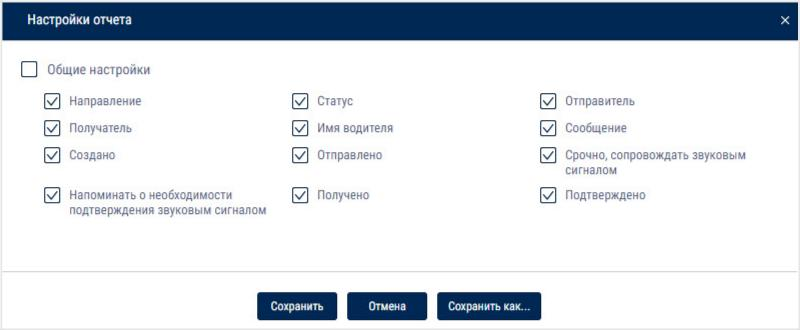 Настройки отчета
Общие настройки
Направление
Статус
Отправитель
Получатель
Имя водителя
Сообщение
Создано
Отправлено
Срочно, сопровождать звуковым
сигналом
Напоминать о необходимости
подтверждения звуковым сигналом
Получено
Подтверждено
Сохранить
Отмена
Сохранить как...